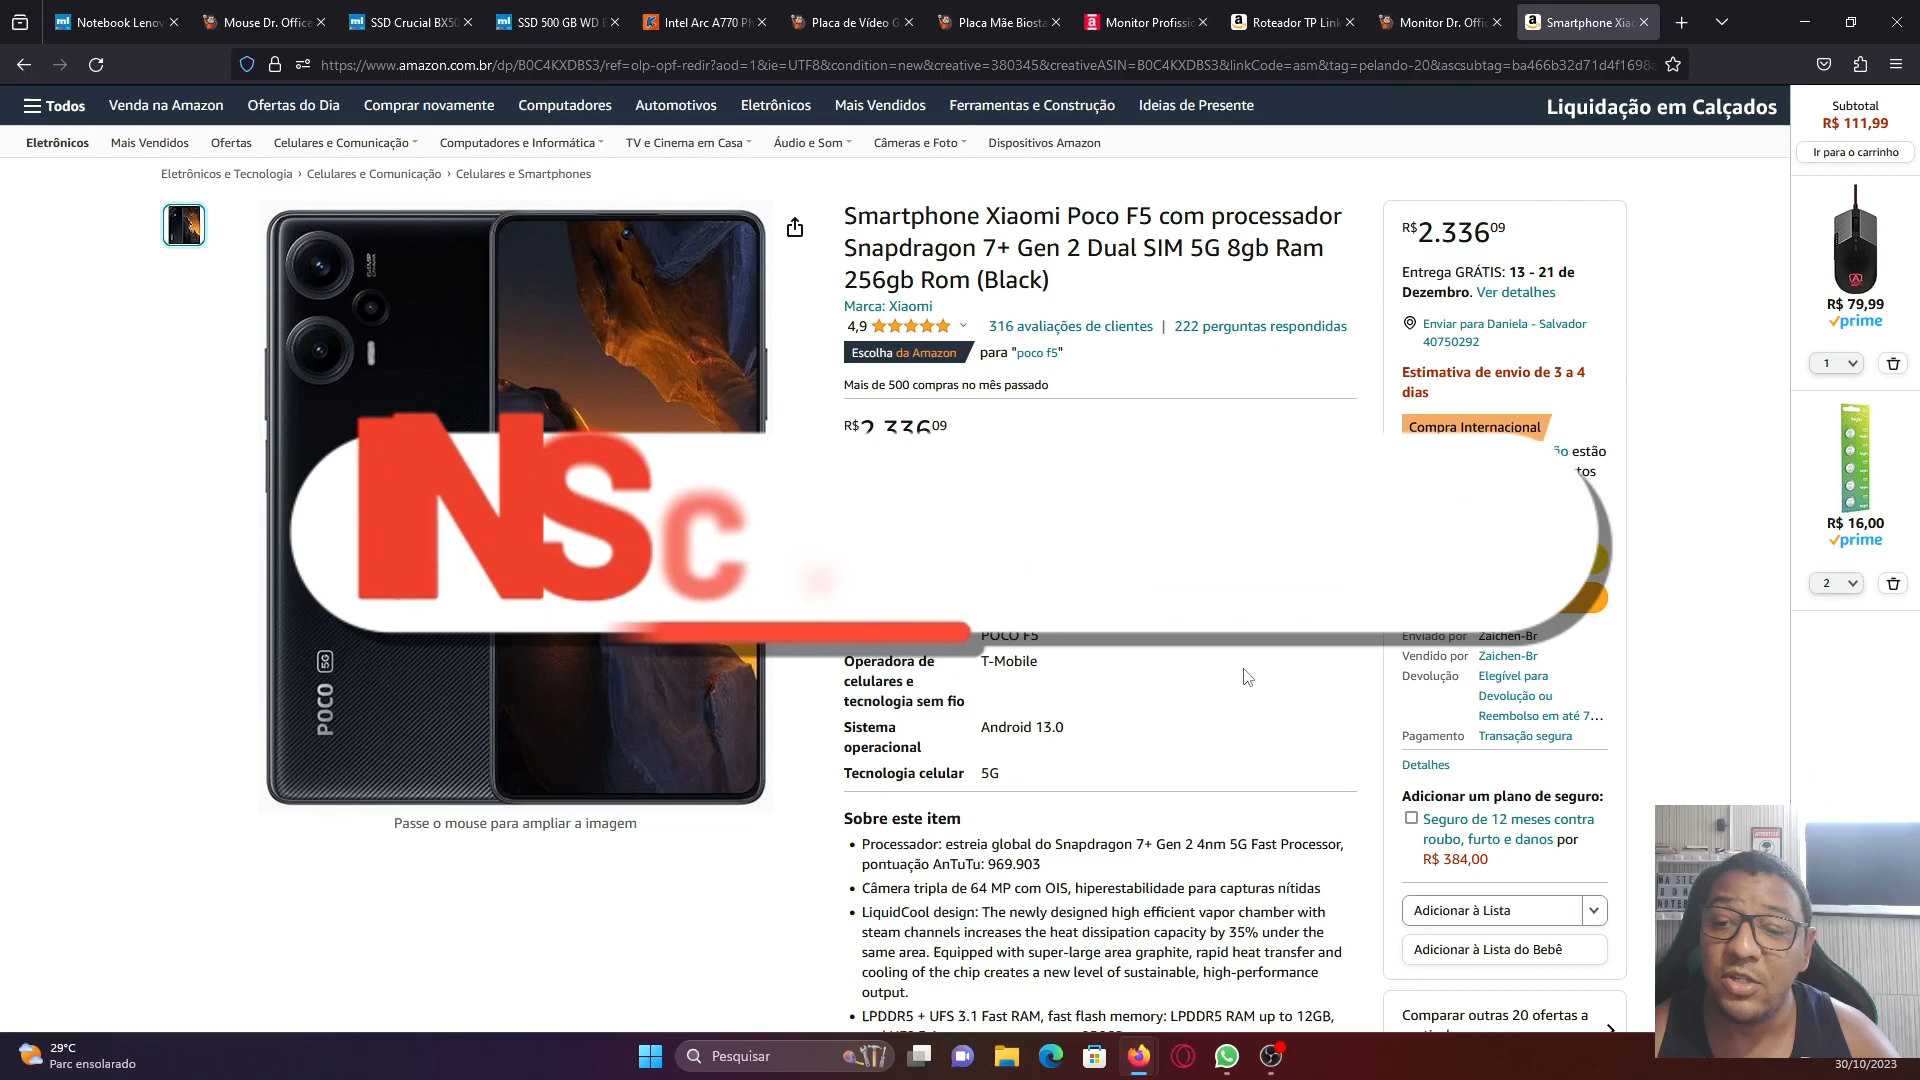 Notebook Lenov
Mouse Dr. Office
SSD Crucial BX50
SSD 500 GB WD B
Intel Arc A770 Ph
Placa de Vídeo G
Placa Mãe Biosta
Monitor Profissio
Roteador TP Link
Monitor Dr. Offic
Smartphone Xiao
https://www.amazon.com.br/dp/B0C4KXDBS3/ref=olp-opf-redir?aod=1&ie=UTF8&condition=new&creative=380345&creativeASIN=B0C4KXDBS3&linkCode=asm&tag=pelando-20&ascsubtag=ba466b32d71d4f1698a
Todos Venda na Amazon Ofertas do Dia Comprar novamente Computadores Automotivos Eletrônicos Mais Vendidos Ferramentas e Construção Ideias de Presente Liquidação em Calçados
Eletrônicos Mais Vendidos Ofertas Celulares e Comunicação Computadores e Informática TV e Cinema em Casa Áudio e Som Câmeras e Foto Dispositivos Amazon
Eletrônicos e Tecnologia › Celulares e Comunicação › Celulares e Smartphones
POCO 5G
Passe o mouse para ampliar a imagem
NSc
Smartphone Xiaomi Poco F5 com processador
Snapdragon 7+ Gen 2 Dual SIM 5G 8gb Ram
256gb Rom (Black)
Marca: Xiaomi
4,9 316 avaliações de clientes | 222 perguntas respondidas
Escolha da Amazon para "poco f5"
Mais de 500 compras no mês passado
R$2.33609
POCO F5
Operadora de celulares e tecnologia sem fio T-Mobile
Sistema operacional Android 13.0
Tecnologia celular 5G
Sobre este item
• Processador: estreia global do Snapdragon 7+ Gen 2 4nm 5G Fast Processor,
pontuação AnTuTu: 969.903
• Câmera tripla de 64 MP com OIS, hiperestabilidade para capturas nítidas
• LiquidCool design: The newly designed high efficient vapor chamber with
steam channels increases the heat dissipation capacity by 35% under the
same area. Equipped with super-large area graphite, rapid heat transfer and
cooling of the chip creates a new level of sustainable, high-performance
output.
• LPDDR5 + UFS 3.1 Fast RAM, fast flash memory: LPDDR5 RAM up to 12GB,
R$2.33609
Entrega GRÁTIS: 13 - 21 de
Dezembro. Ver detalhes
Enviar para Daniela - Salvador
40750292
Estimativa de envio de 3 a 4
dias
Compra Internacional
ão estão
tos
Enviado por Zaichen-Br
Vendido por Zaichen-Br
Devolução Elegível para
Devolução ou
Reembolso em até 7...
Pagamento Transação segura
Detalhes
Adicionar um plano de seguro:
Seguro de 12 meses contra
roubo, furto e danos por
R$ 384,00
Adicionar à Lista
Adicionar à Lista do Bebê
Comparar outras 20 ofertas a
Subtotal
R$ 111,99
Ir para o carrinho
R$ 79,99
prime
1
R$ 16,00
prime
2
29°C
Parc ensolarado
Pesquisar
30/10/2023